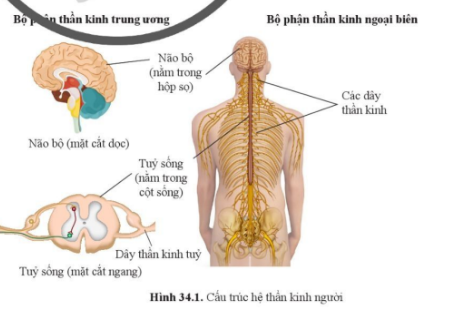 Bộ phận thần kinh trung ương
Bộ phận thần kinh ngoại biên
Não bộ
(nằm trong
hộp sọ)
Các dây
thần kinh
Não bộ (mặt cắt dọc)
Tuỷ sống
(nằm trong
cột sống)
Dây thần kinh tuỷ
Tuỷ sống (mặt cắt ngang)
Hình 34.1. Cấu trúc hệ thần kinh người